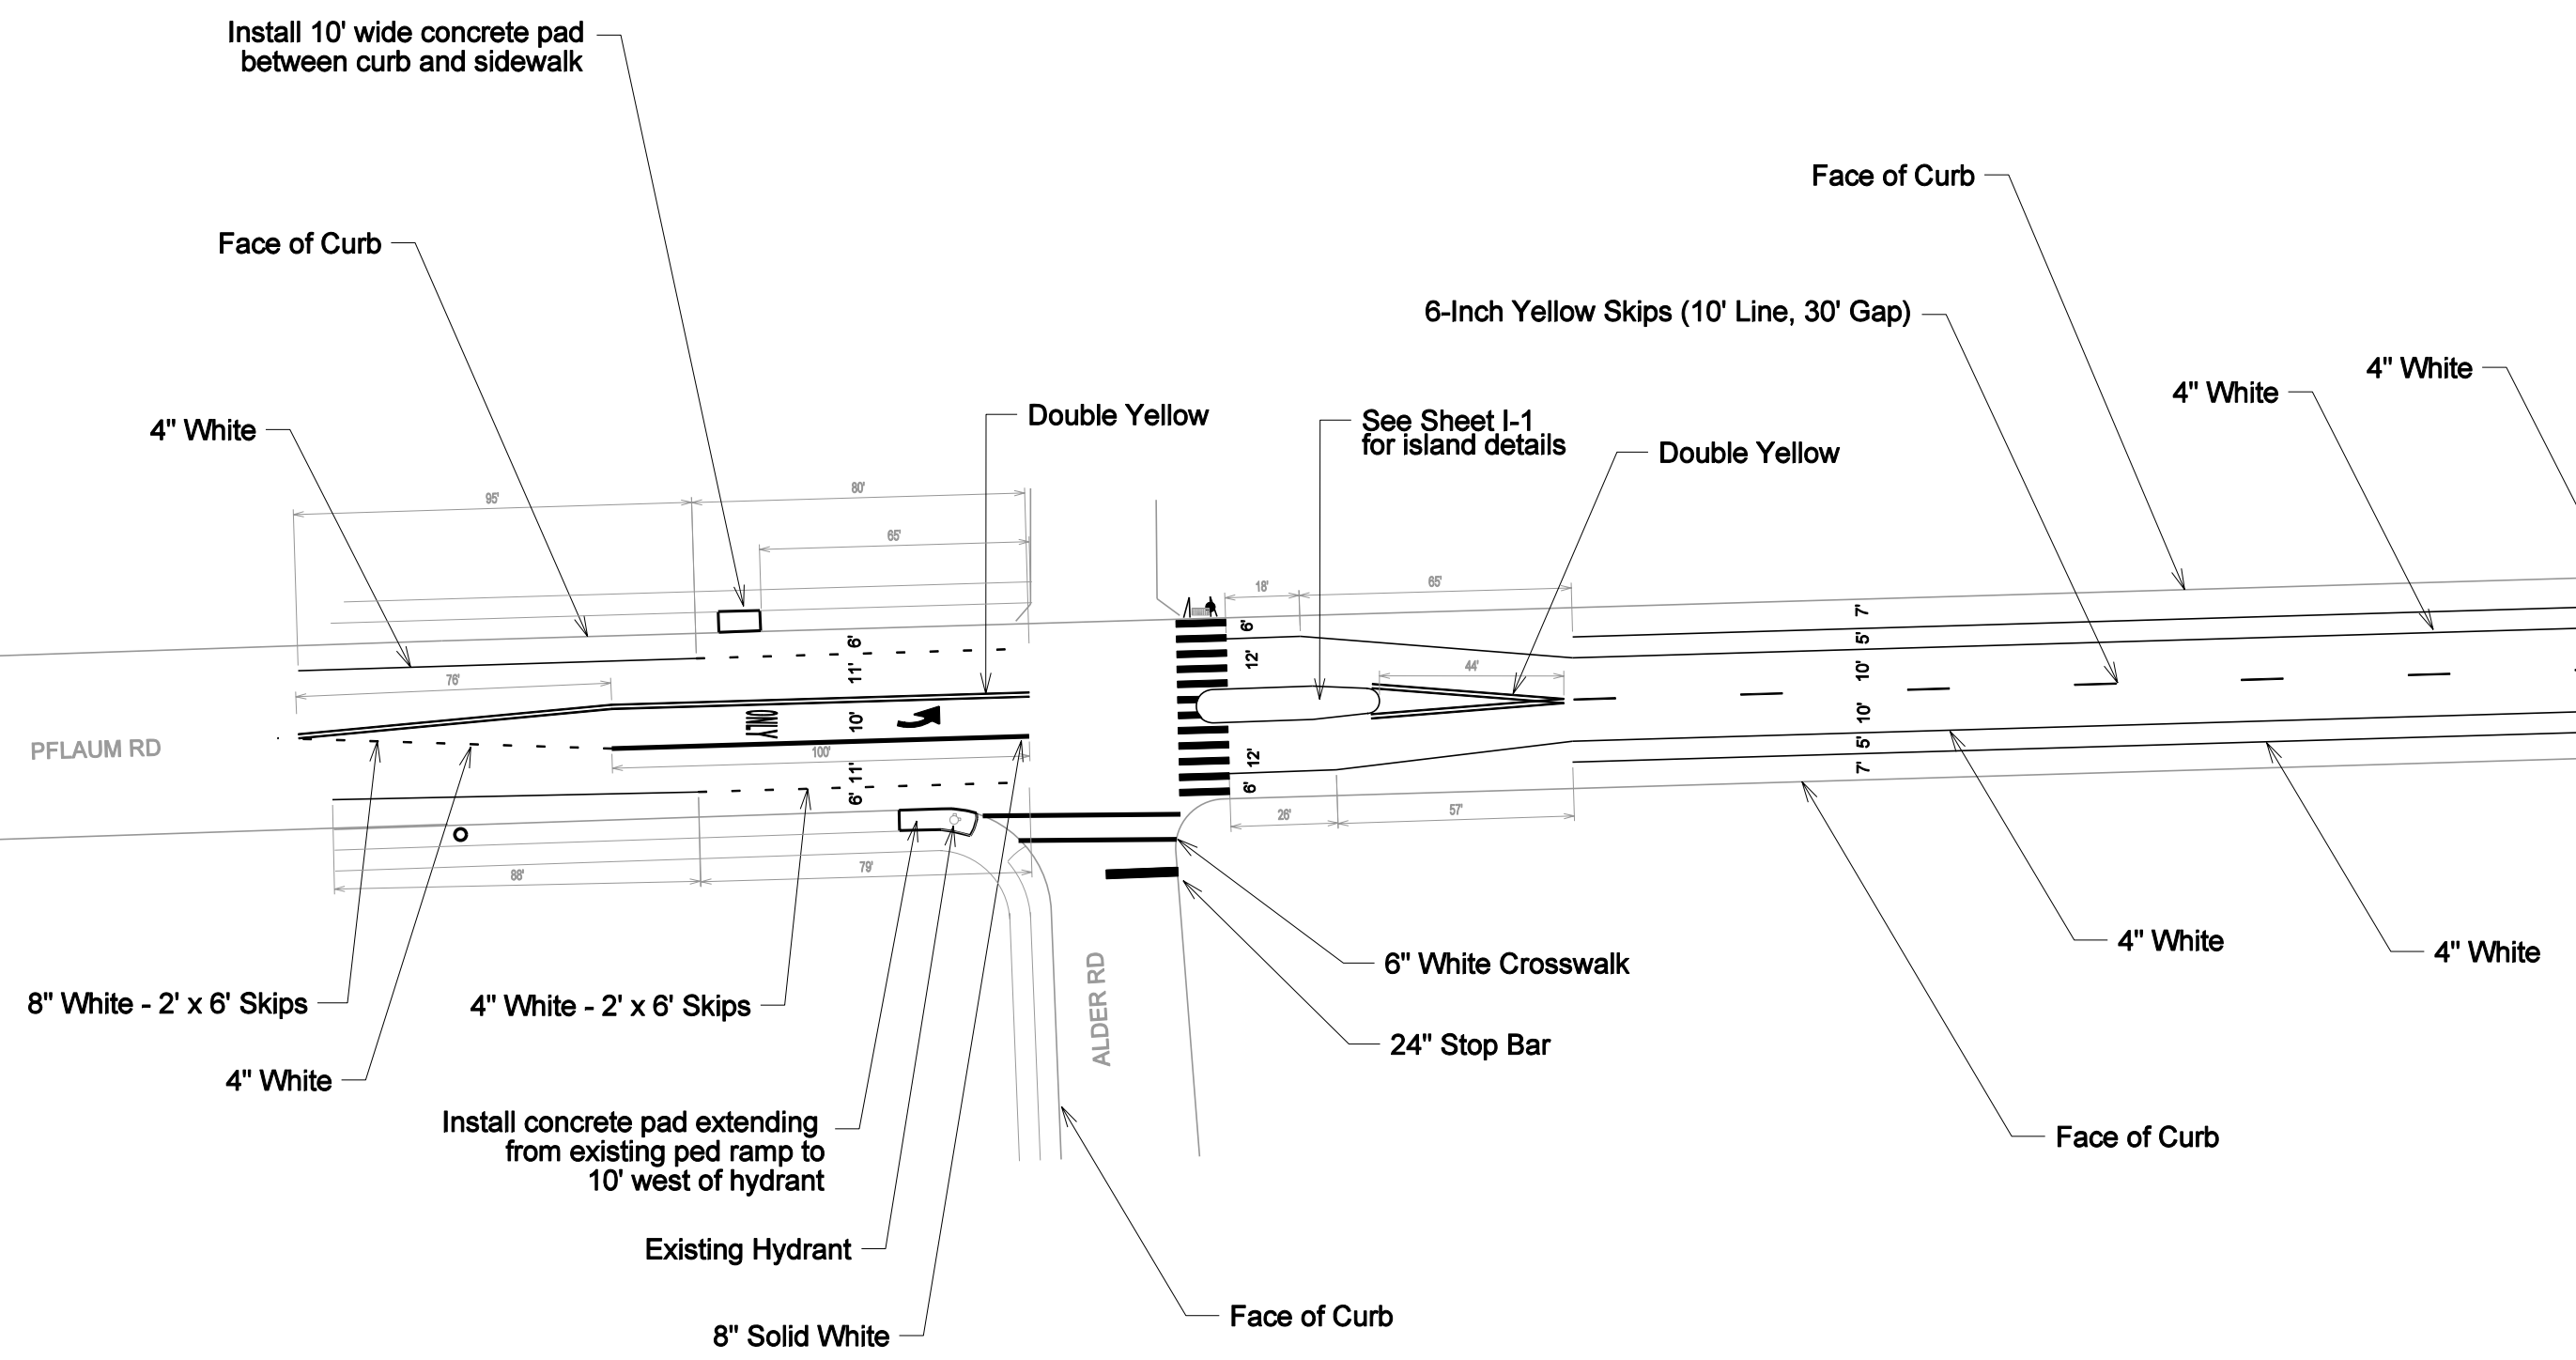 Install 10' wide concrete pad
between curb and sidewalk
Face of Curb
Face of Curb
6-Inch Yellow Skips (10' Line, 30' Gap)
4" White
4" White
4" White
Double Yellow
See Sheet I-1
for island details
Double Yellow
95'
80'
65'
18'
65'
76'
44'
6'
11'
10'
11'
6'
ONLY
100'
6'
12'
12'
6'
7'
5'
10'
10'
5'
7'
10'
PFLAUM RD
26'
57'
88'
79'
ALDER RD
4" White
4" White
6" White Crosswalk
8" White - 2' x 6' Skips
4" White - 2' x 6' Skips
24" Stop Bar
4" White
Install concrete pad extending
from existing ped ramp to
10' west of hydrant
Face of Curb
Existing Hydrant
Face of Curb
8" Solid White